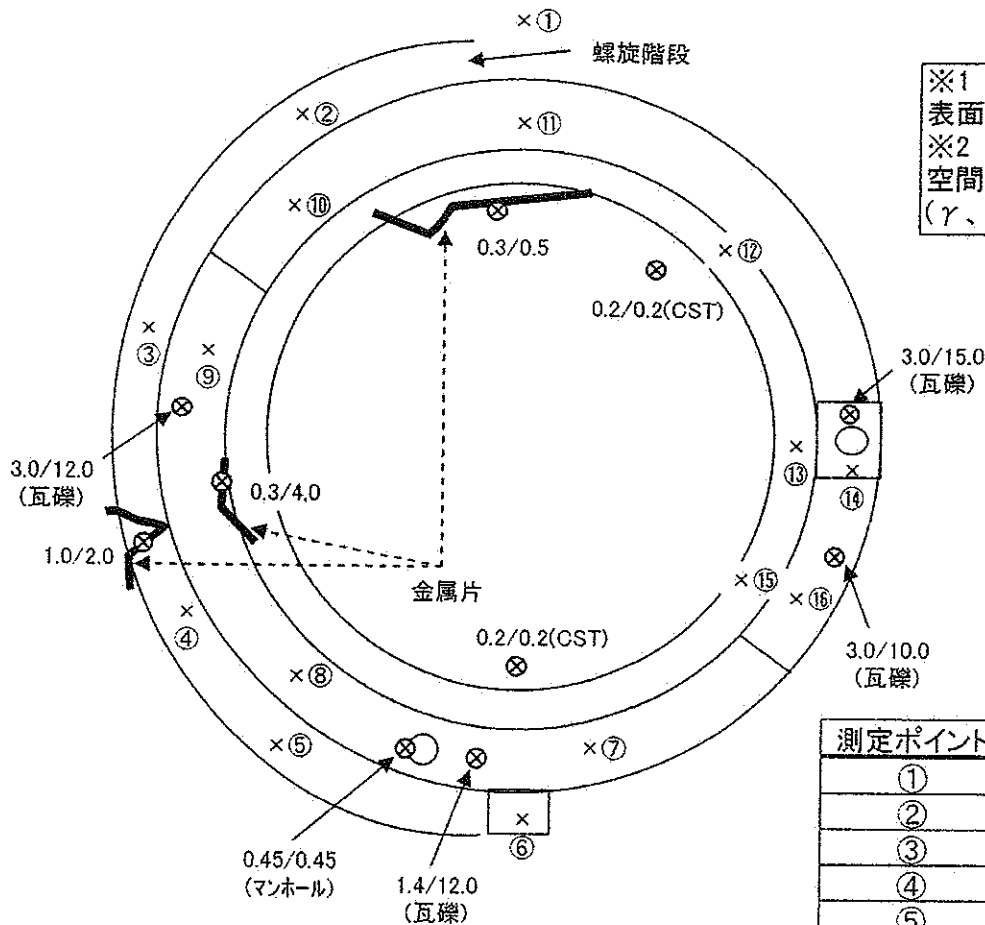 ×①
螺旋階段
※1
表面
※2
空間
(γ、
×②
×⑪
×⑩
0.3/0.5
×⑫
0.2/0.2(CST)
×
③
×
⑨
3.0/15.0
(瓦礫)
3.0/12.0
(瓦礫)
0.3/4.0
×
⑬
×
⑭
1.0/2.0
金属片
×⑮
×⑯
×
④
0.2/0.2(CST)
3.0/10.0
(瓦礫)
×⑧
×⑤
×⑦
×
⑥
0.45/0.45
(マンホール)
1.4/12.0
(瓦礫)
測定ポイント
①
②
③
④
⑤